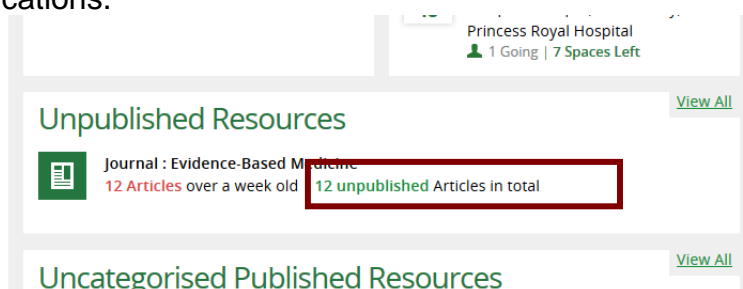 cations.
Princess Royal Hospital
1 Going | 7 Spaces Left
View All
Unpublished Resources
Journal : Evidence-Based Medicine
12 Articles over a week old 12 unpublished Articles in total
View All
Uncategorised Published Resources